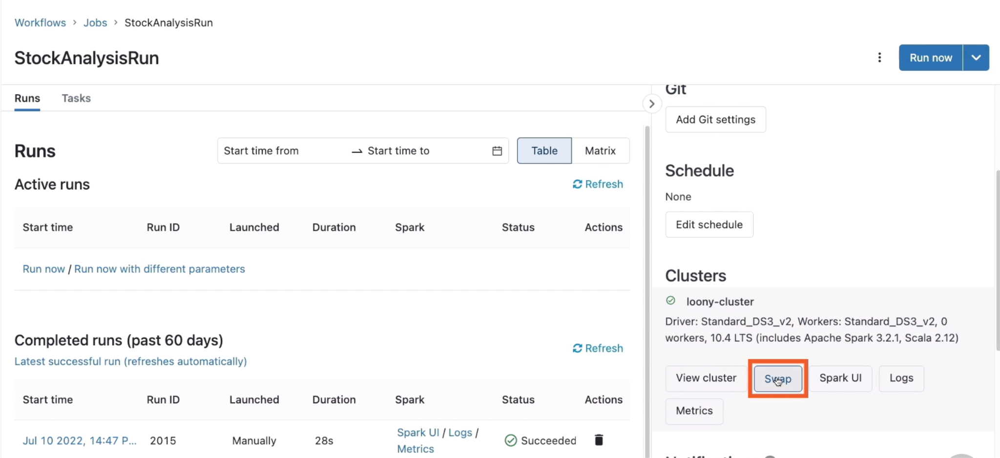 Workflows > Jobs > StockAnalysisRun
StockAnalysisRun
Run now
Runs Tasks
Runs
Start time from → Start time to
Table Matrix
Active runs
Refresh
Start time Run ID Launched Duration Spark Status Actions
Run now / Run now with different parameters
Completed runs (past 60 days)
Refresh
Latest successful run (refreshes automatically)
Start time Run ID Launched Duration Spark Status Actions
Jul 10 2022, 14:47 P... 2015 Manually 28s Spark UI / Logs / Succeeded
Metrics
Git
Add Git settings
Schedule
None
Edit schedule
Clusters
loony-cluster
Driver: Standard_DS3_v2, Workers: Standard_DS3_v2, 0
workers, 10.4 LTS (includes Apache Spark 3.2.1, Scala 2.12)
View cluster Swap Spark UI Logs
Metrics